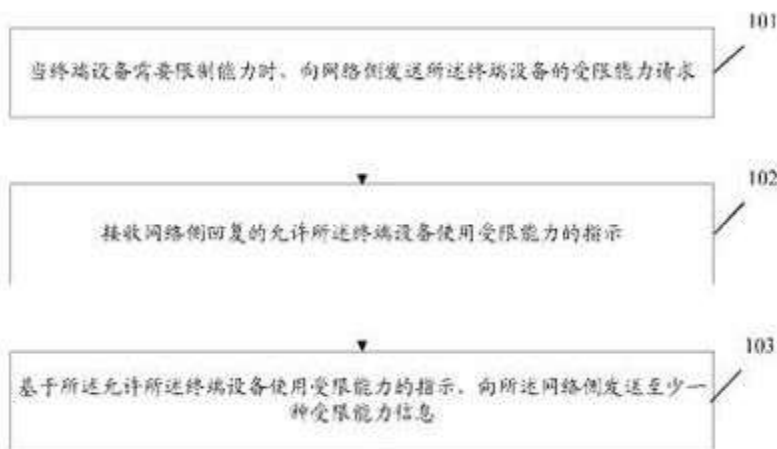 101
当终端设备需要限制能力时、向网络侧发送所述终端设备的受限能力请求
102
接收网络侧回复的允许所述终端设备使用受限能力的指示
103
基于所述允许所述终端设备使用受限能力的指示、向所述网络侧发送至少一
种受限能力信息